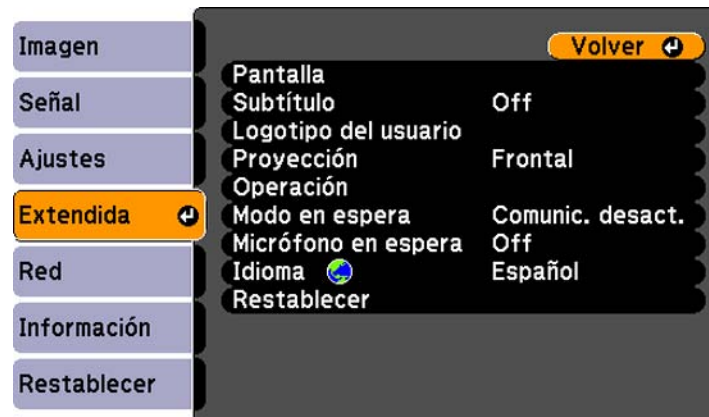 Imagen
Señal
Ajustes
Extendida
Red
Información
Restablecer
Volver
Pantalla
Subtítulo Off
Logotipo del usuario
Proyección Frontal
Operación
Modo en espera Comunic. desact.
Micrófono en espera Off
Idioma Español
Restablecer